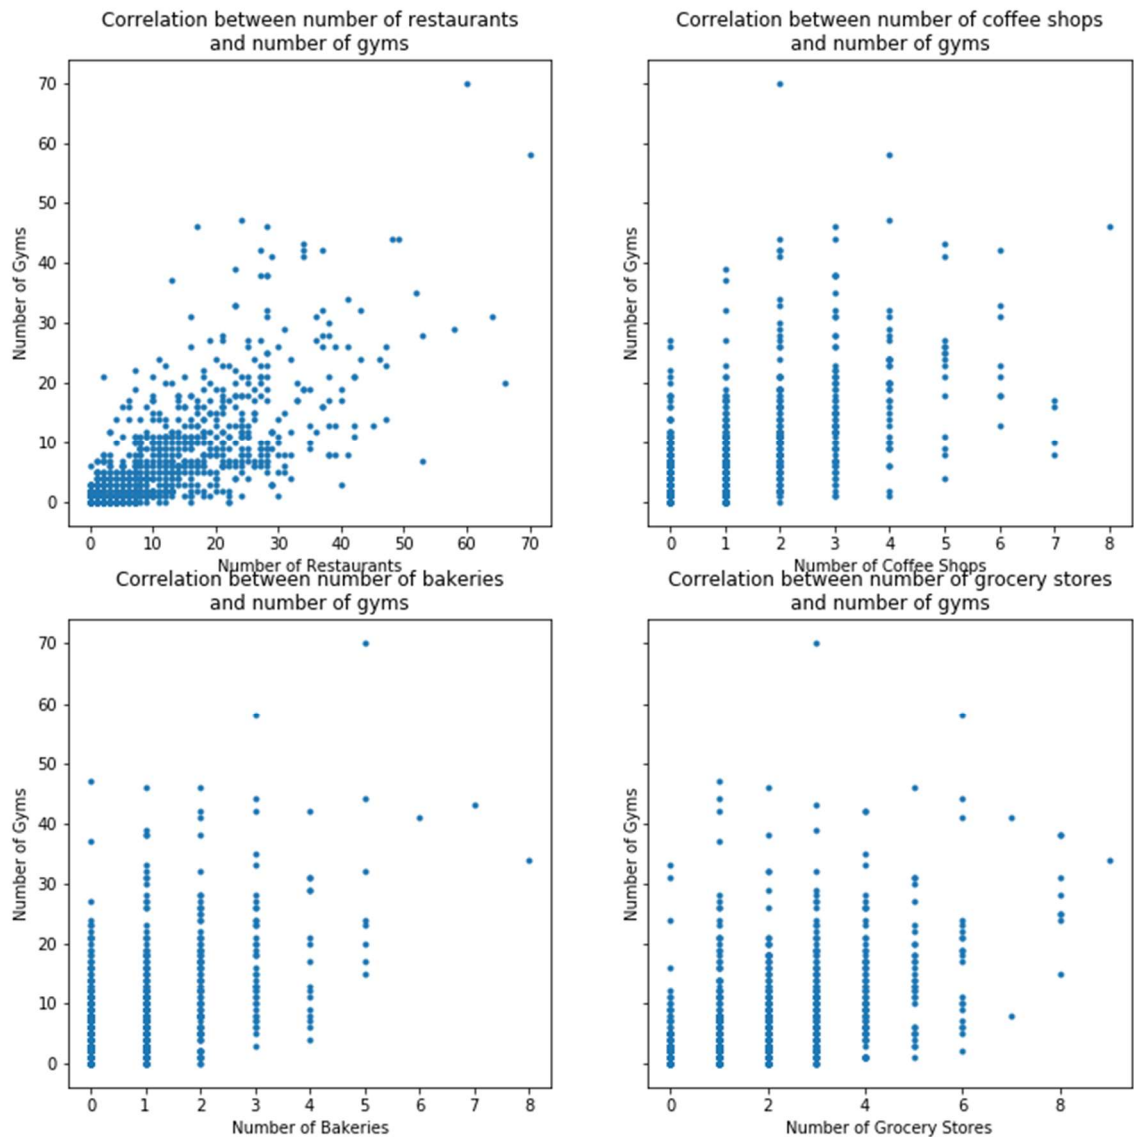 Correlation between number of restaurants
and number of gyms
70
60
50
40
30
20
10
0
Number of Gyms
0 10 20 30 40 50 60 70
Number of Restaurants
Correlation between number of coffee shops
and number of gyms
Number of Gyms
0 1 2 3 4 5 6 7 8
Number of Coffee Shops
Correlation between number of bakeries
and number of gyms
70
60
50
40
30
20
10
0
Number of Gyms
0 1 2 3 4 5 6 7 8
Number of Bakeries
Correlation between number of grocery stores
and number of gyms
Number of Gyms
0 2 4 6 8
Number of Grocery Stores